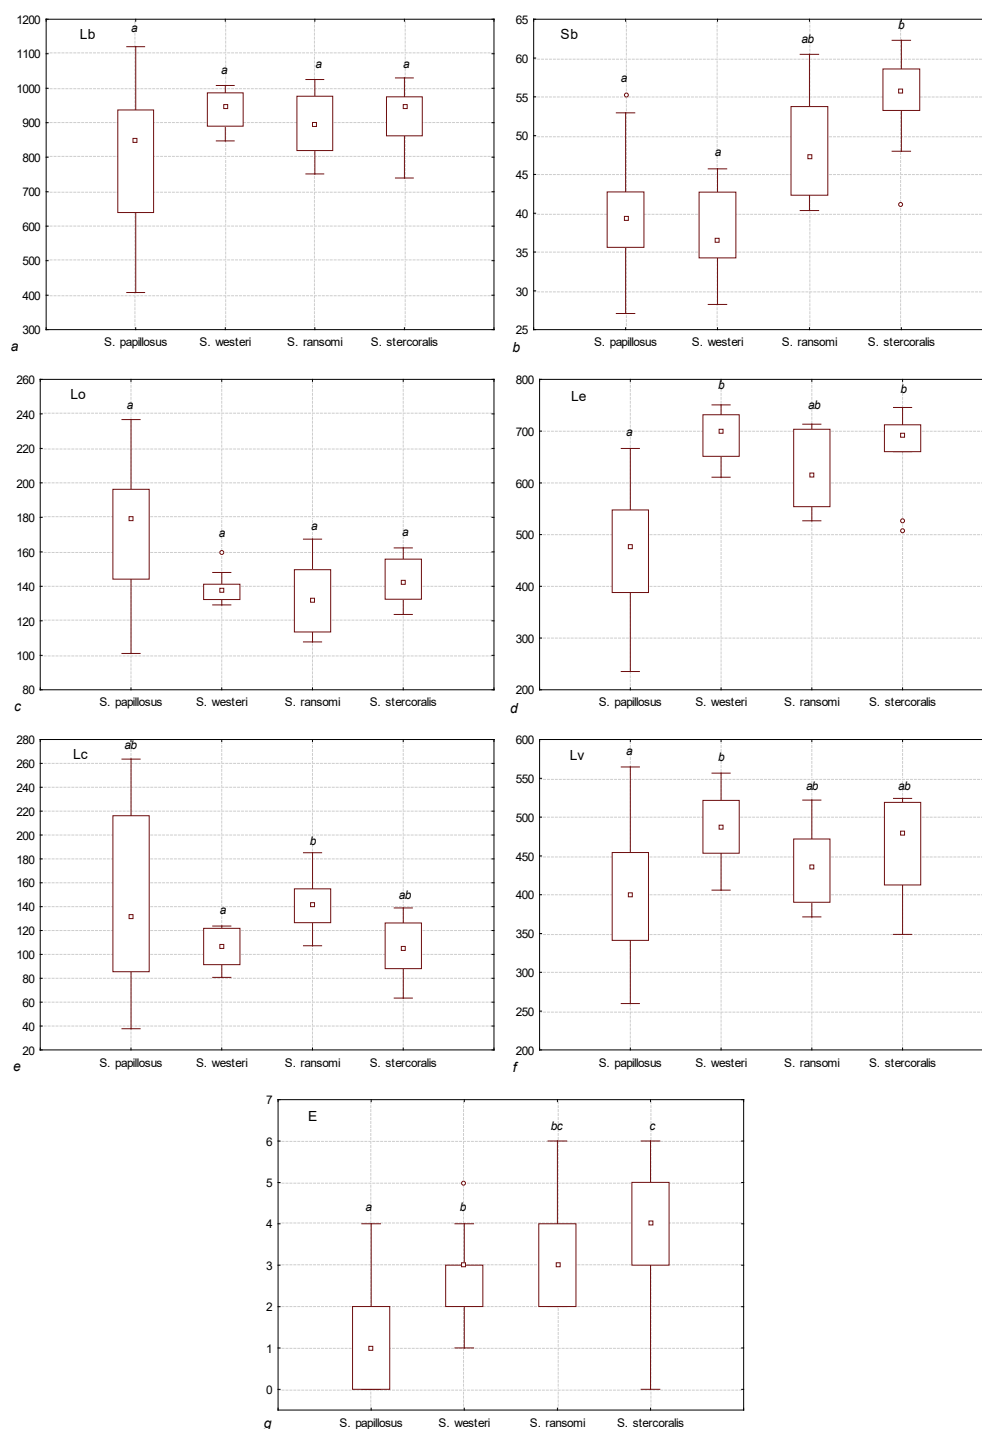 Lb
1200
1100
1000
900
800
700
600
500
400
300
a a a a
S. papillosus S. westeri S. ransomi S. stercoralis
a
Sb
65
60
55
50
45
40
35
30
25
a a ab b
S. papillosus S. westeri S. ransomi S. stercoralis
b
Lo
260
240
220
200
180
160
140
120
100
80
a a a a
S. papillosus S. westeri S. ransomi S. stercoralis
c
Le
800
700
600
500
400
300
200
a b ab b
S. papillosus S. westeri S. ransomi S. stercoralis
d
Lc
280
260
240
220
200
180
160
140
120
100
80
60
40
20
ab a b ab
S. papillosus S. westeri S. ransomi S. stercoralis
e
Lv
600
550
500
450
400
350
300
250
200
a b ab ab
S. papillosus S. westeri S. ransomi S. stercoralis
f
E
7
6
5
4
3
2
1
0
a b bc c
S. papillosus S. westeri S. ransomi S. stercoralis
g